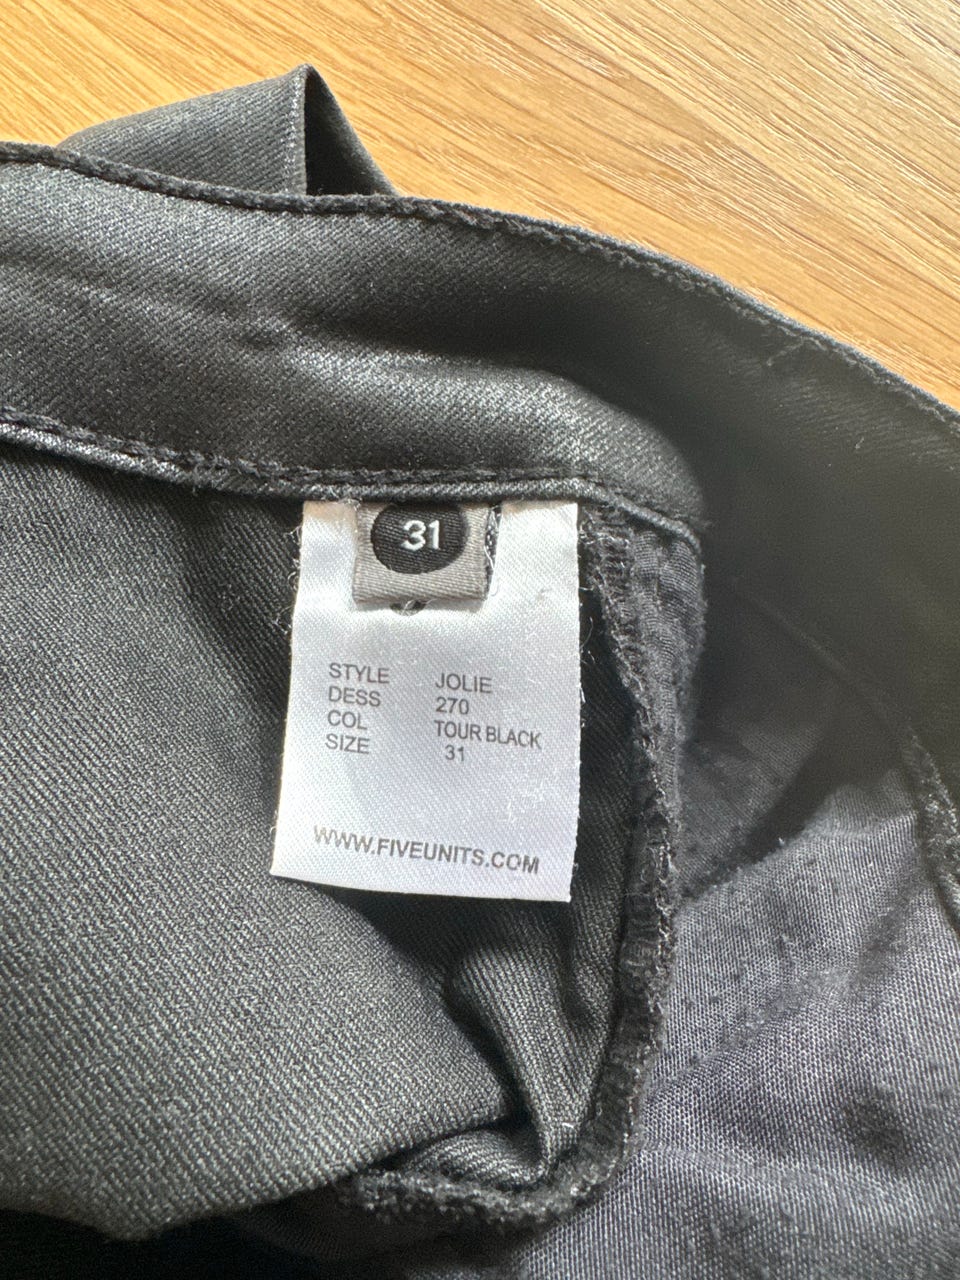 31
STYLE JOLIE
DESS 270
COL TOUR BLACK
SIZE 31
WWW.FIVEUNITS.COM